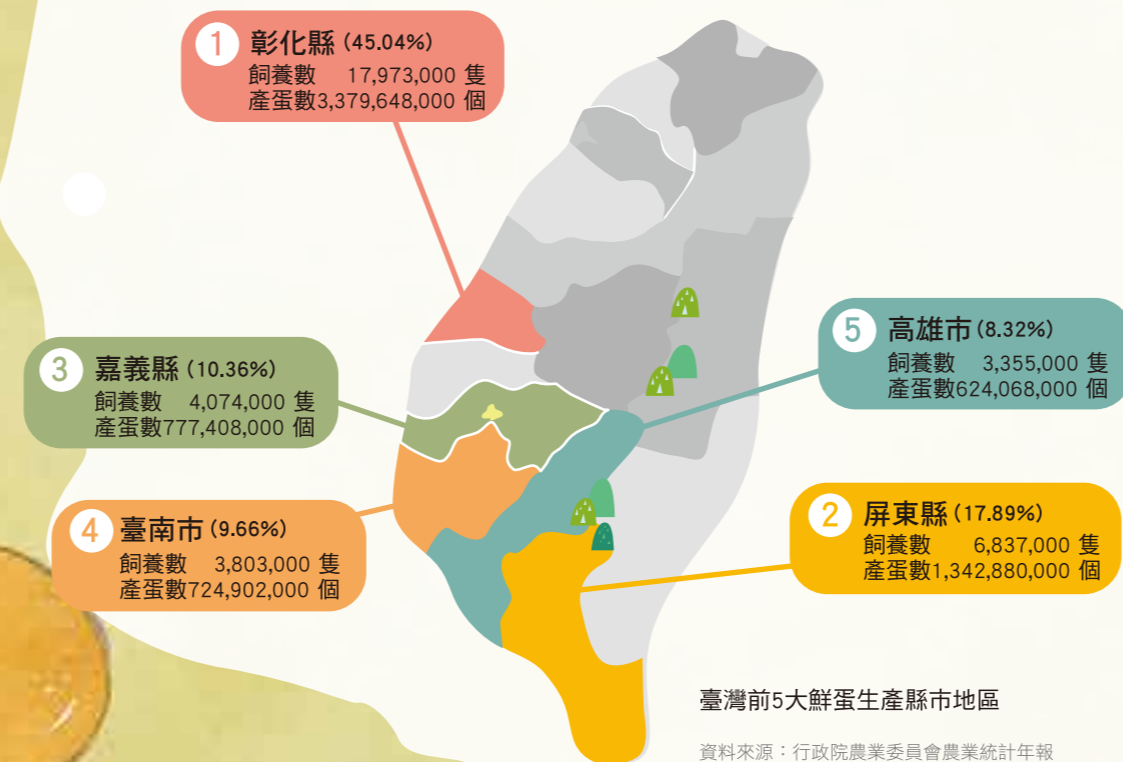 1 彰化縣 (45.04%)
飼養數 17,973,000 隻
產蛋數3,379,648,000 個
3 嘉義縣 (10.36%)
飼養數 4,074,000 隻
產蛋數777,408,000 個
4 臺南市 (9.66%)
飼養數 3,803,000 隻
產蛋數724,902,000 個
5 高雄市 (8.32%)
飼養數 3,355,000 隻
產蛋數624,068,000 個
2 屏東縣 (17.89%)
飼養數 6,837,000 隻
產蛋數1,342,880,000 個
臺灣前5大鮮蛋生產縣市地區
資料來源：行政院農業委員會農業統計年報